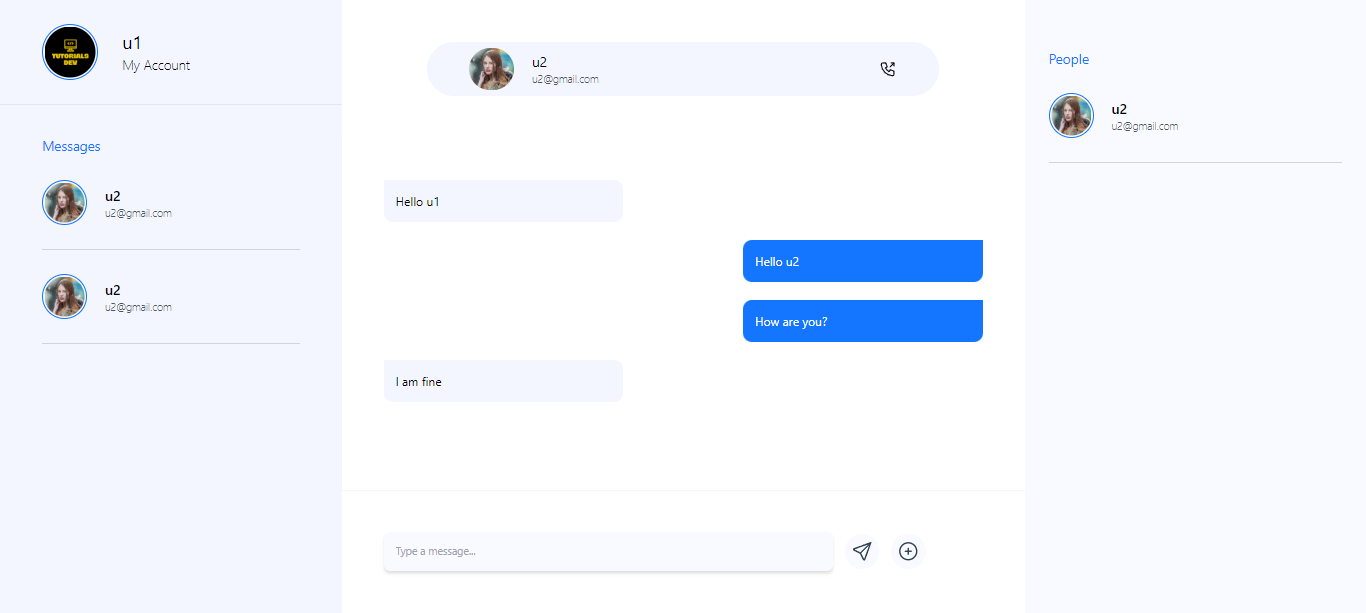 TUTORIALS
DEV
u1
My Account
Messages
u2
u2@gmail.com
u2
u2@gmail.com
u2
u2@gmail.com
Hello u1
Hello u2
How are you?
I am fine
Type a message...
People
u2
u2@gmail.com